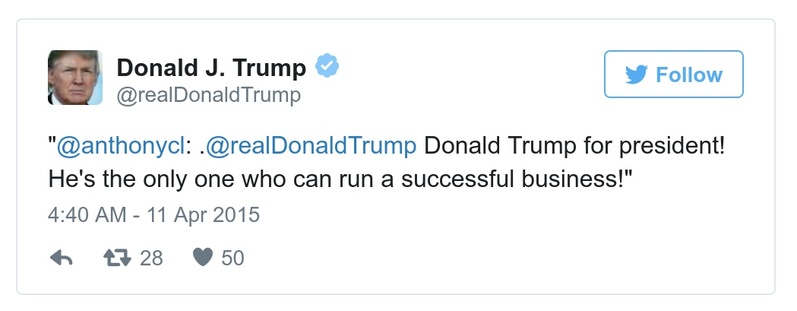 Donald J. Trump
@realDonaldTrump
Follow
"@anthonycl: .@realDonaldTrump Donald Trump for president!
He's the only one who can run a successful business!"
4:40 AM - 11 Apr 2015
28 50